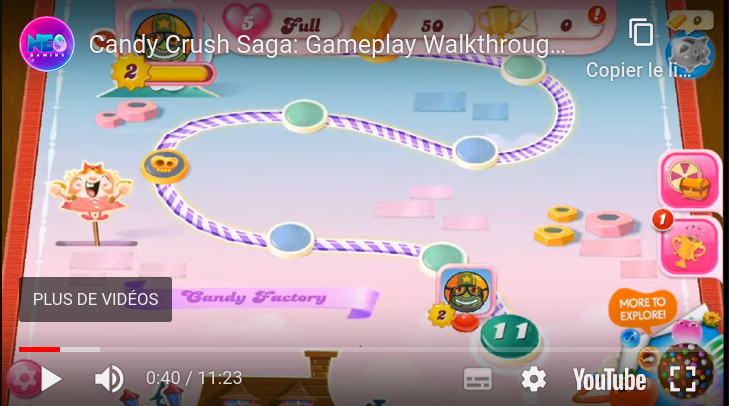 5 Full 50 0 ! 0
NEO
GAMING
Candy Crush Saga: Gameplay Walkthroug...
Copier le li...
2
1
PLUS DE VIDÉOS
Candy Factory
MORE TO
EXPLORE!
2
11
0:40 / 11:23
YouTube